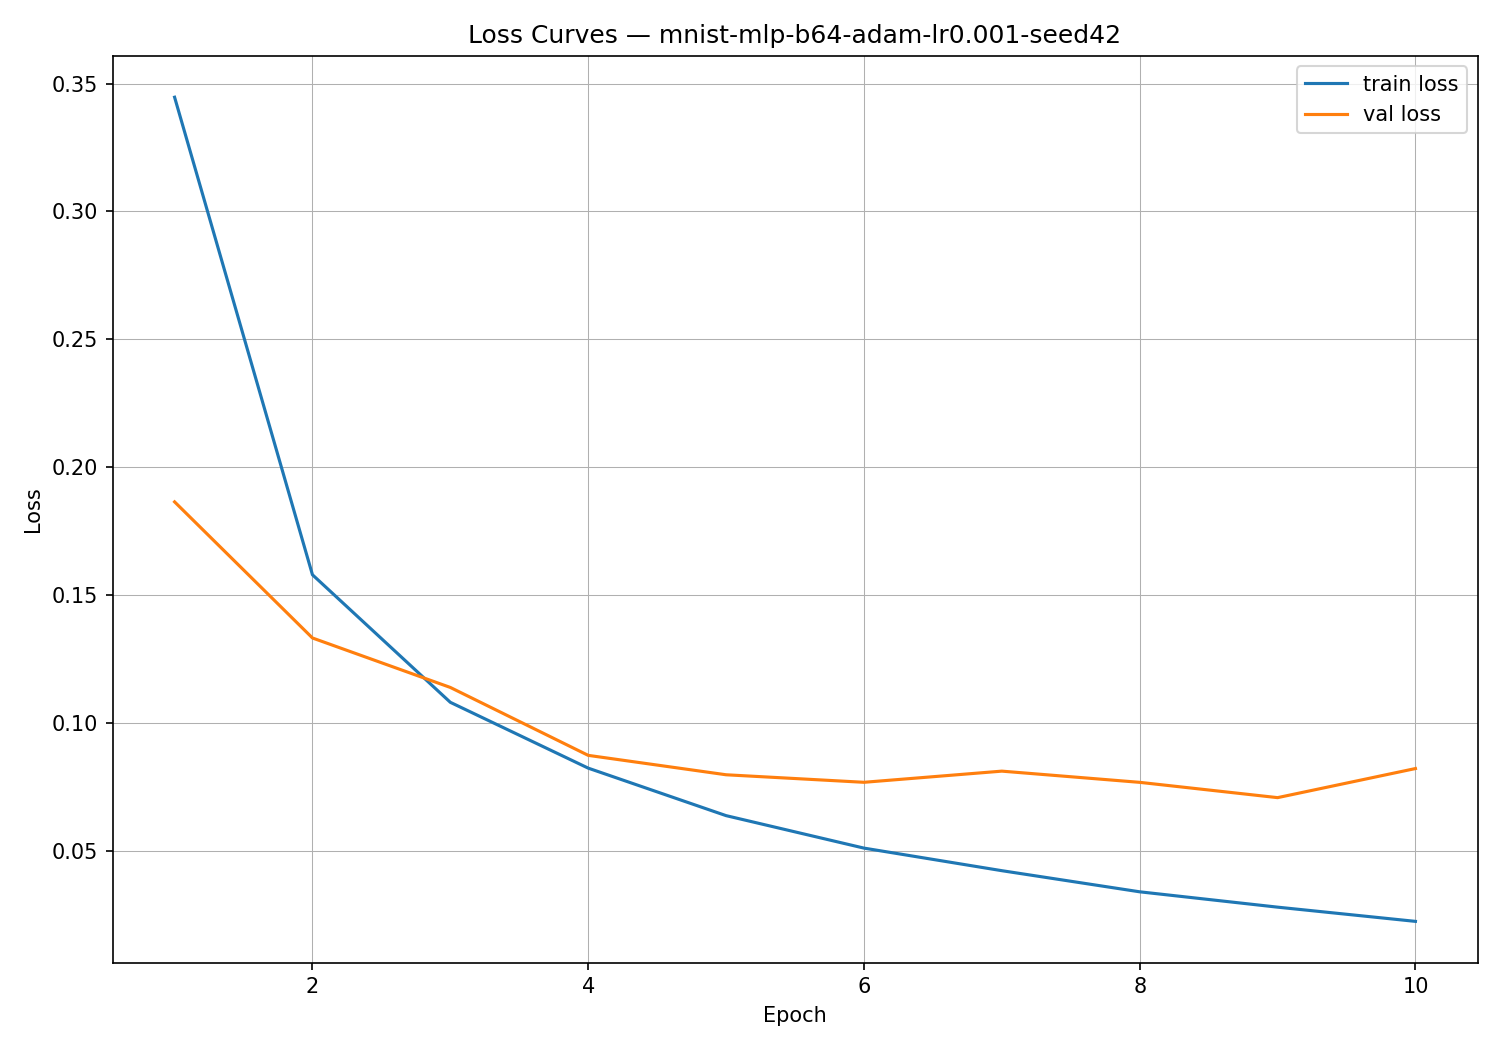 Loss Curves — mnist-mlp-b64-adam-lr0.001-seed42
train loss
val loss
0.35
0.30
0.25
0.20
0.15
0.10
0.05
Loss
2 4 6 8 10
Epoch